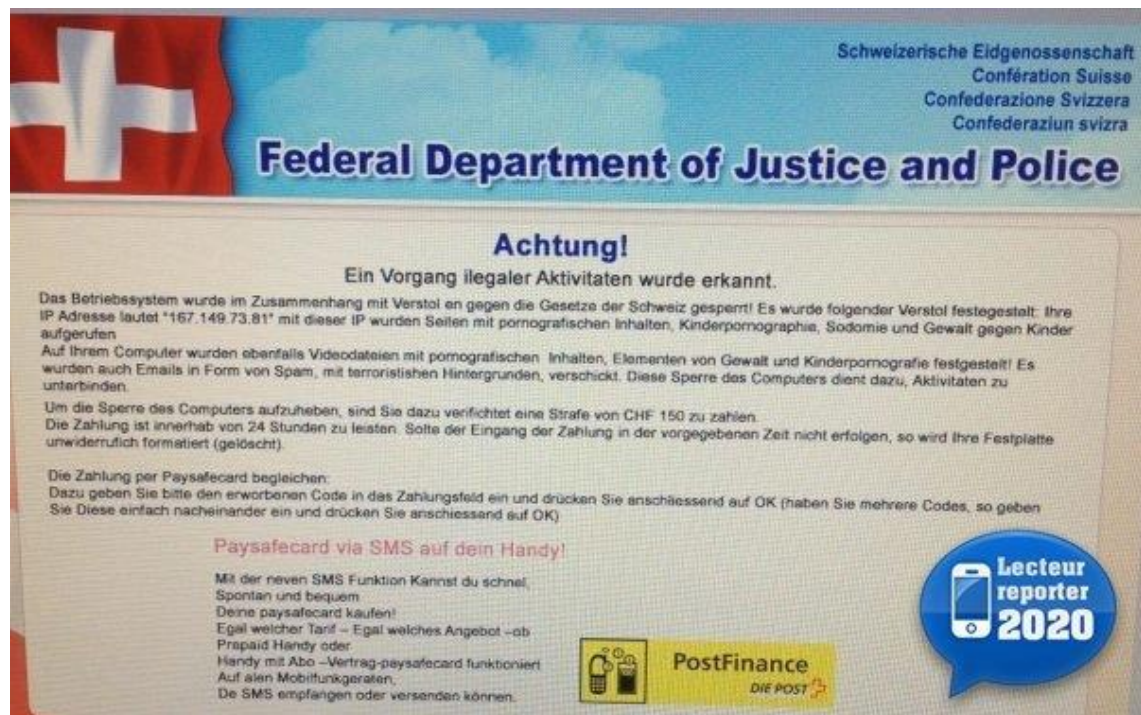 Schweizerische Eidgenossenschaft
Confération Suisse
Confederazione Svizzera
Confederaziun svizra
Federal Department of Justice and Police
Achtung!
Ein Vorgang ilegaler Aktivitaten wurde erkannt.
Das Betriebssystem wurde im Zusammenhang mit Verstol en gegen die Gesetze der Schweiz gesperrt! Es wurde folgender Verstol festegestalt: Ihre
IP Adresse lautet "167.149.73.81" mit dieser IP wurden Seiten mit pornografischen Inhalten, Kinderpornographie, Sodomie und Gewalt gegen Kinder
aufgerufen
Auf Ihrem Computer wurden ebenfalls Videodateien mit pornografischen Inhalten, Elementen von Gewalt und Kinderpornografie festgestelt! Es
wurden auch Emails in Form von Spam, mit terroristishen Hintergrunden, verschickt. Diese Sperre des Computers dient dazu, Aktivitaten zu
unterbinden.
Um die Sperre des Computers aufzuheben, sind Sie dazu verifichtet eine Strafe von CHF 150 zu zahlen.
Die Zahlung ist innerhab von 24 Stunden zu leisten. Solte der Eingang der Zahlung in der vorgegebenen Zeit nicht erfolgen, so wird Ihre Festplatte
unwiderruflich formatiert (gelöscht).
Die Zahlung per Paysafecard begleichen:
Dazu geben Sie bitte den erworbenen Code in das Zahlungsfeld ein und drücken Sie anschliessend auf OK (haben Sie mehrere Codes, so geben
Sie Diese einfach nacheinander ein und drücken Sie anschiessend auf OK)
Paysafecard via SMS auf dein Handy!
Mit der neven SMS Funktion Kannst du schnel,
Spontan und bequem
Deine paysafecard kaufen!
Egal welcher Tarif – Egal welches Angebot –ob
Prepaid Handy oder
Handy mit Abo –Vertrag-paysafecard funktioniert
Auf alen Mobilfunkgeraten,
De SMS empfangen oder versenden können.
PostFinance
DIE POST
Lecteur
reporter
2020